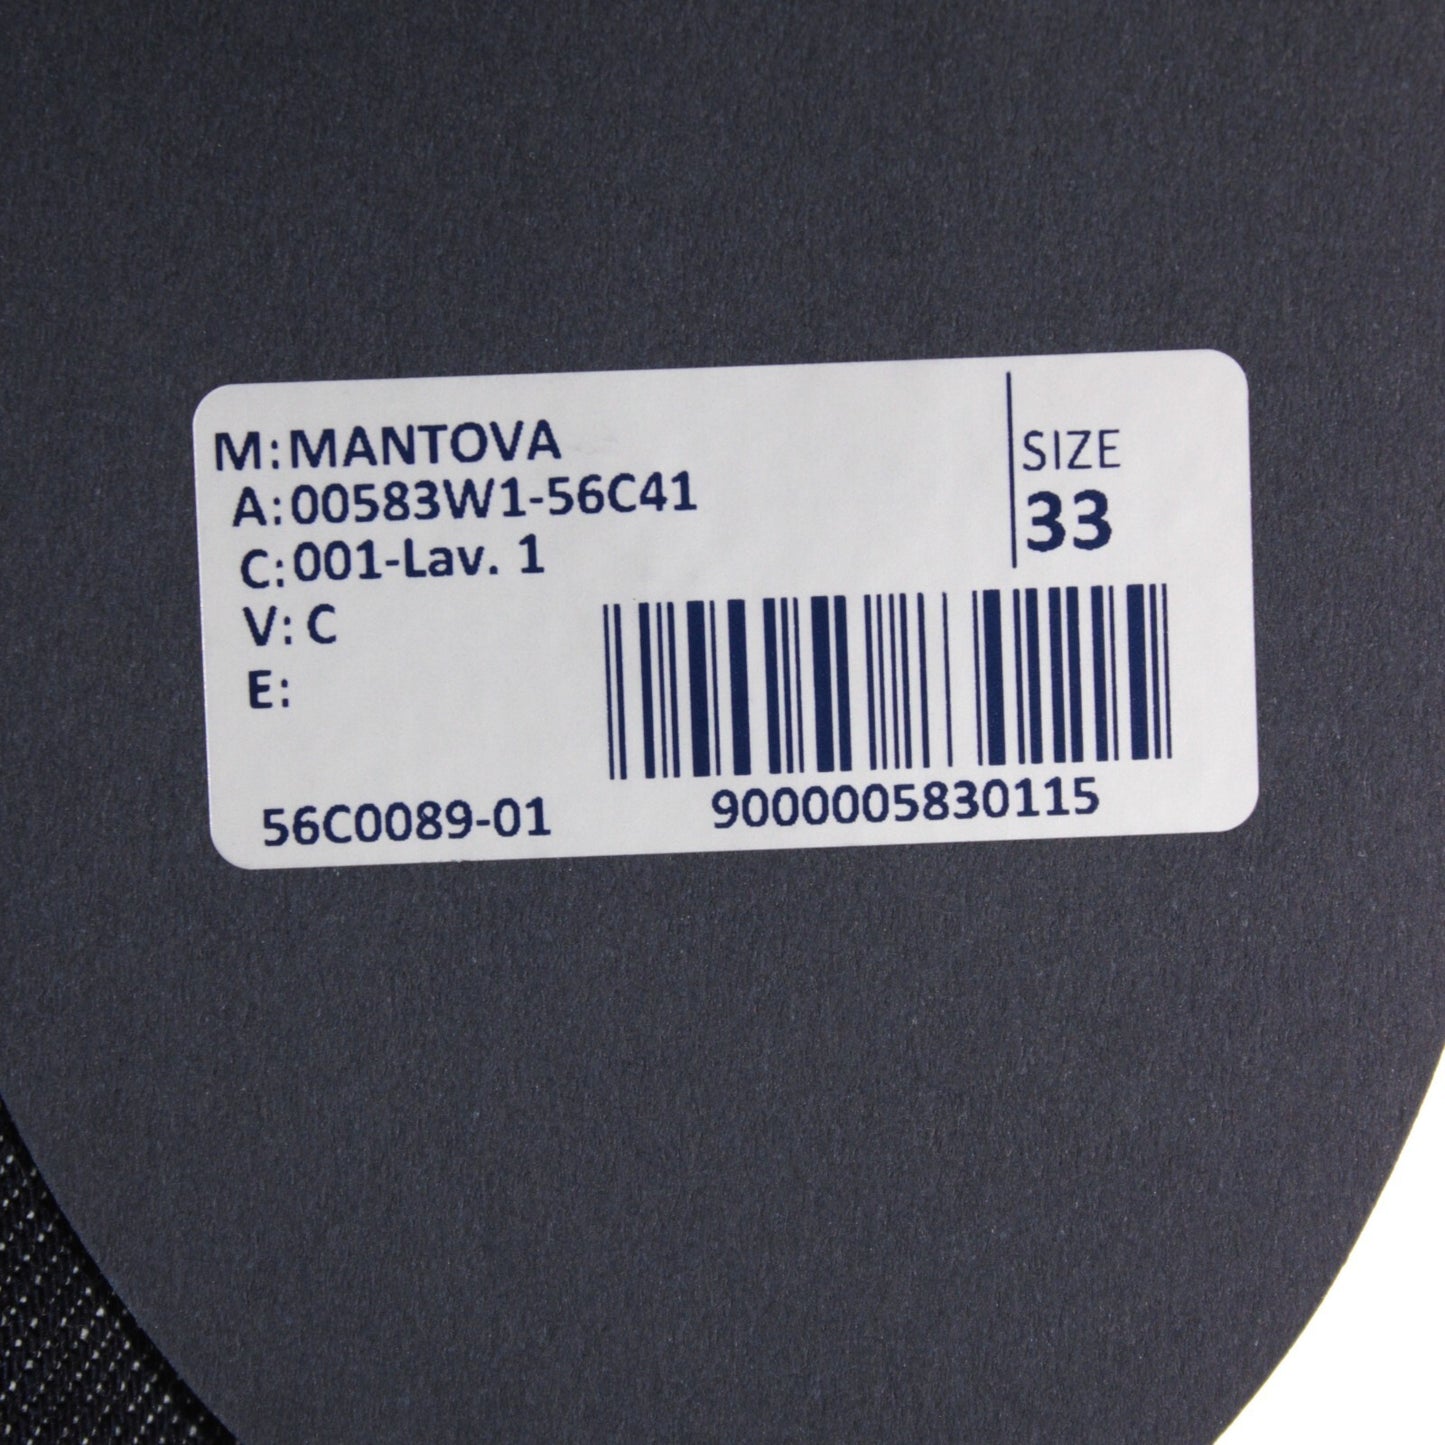 M: MANTOVA
A: 00583W1-56C41
C: 001-Lav. 1
V: C
E:
SIZE
33
56C0089-01
9000005830115